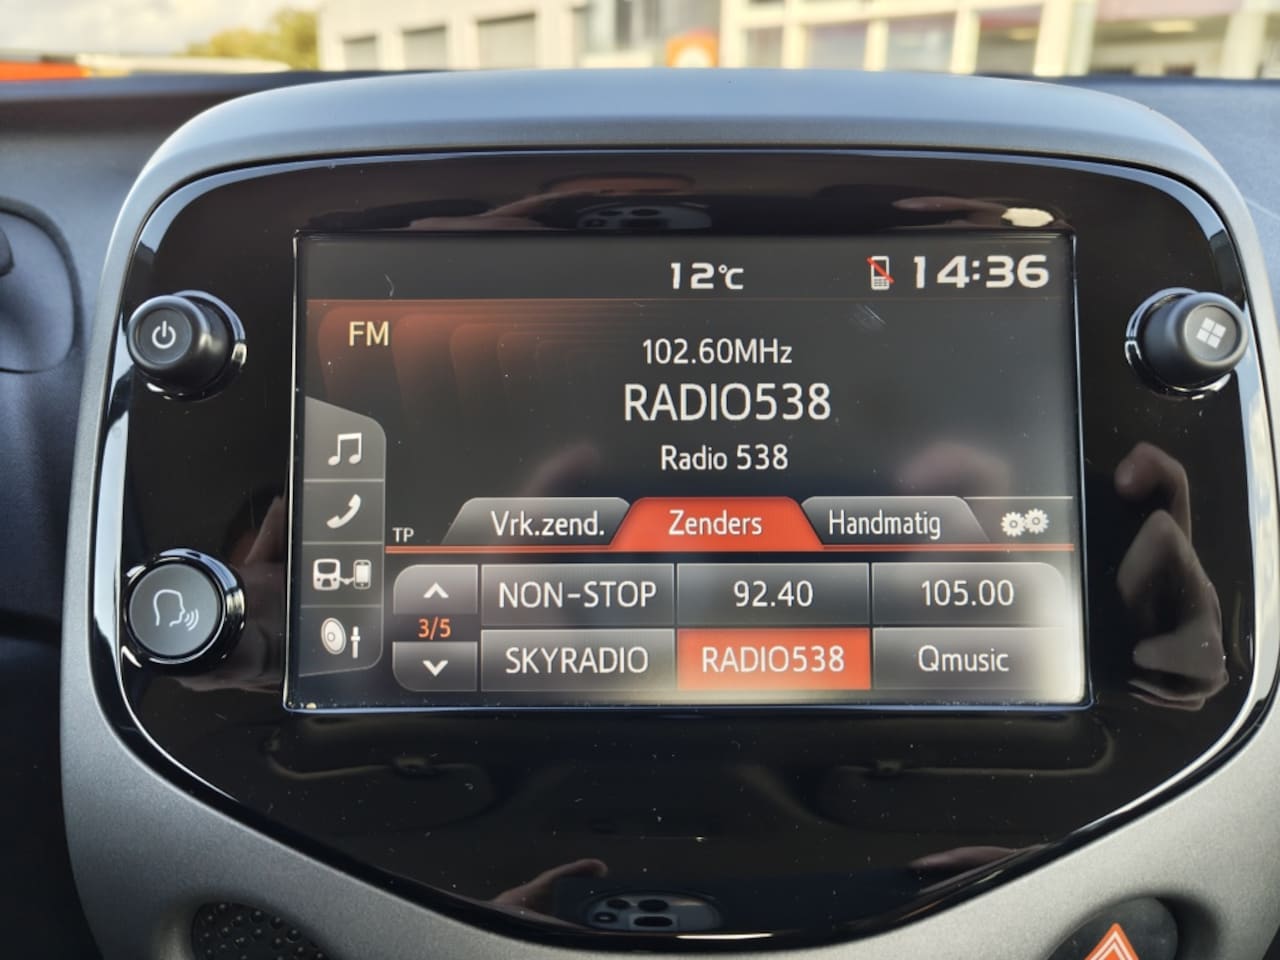 12°C 14:36
FM
102.60MHz
RADIO538
Radio 538
TP
Vrk.zend. Zenders Handmatig
NON-STOP 92.40 105.00
3/5
SKYRADIO RADIO538 Qmusic